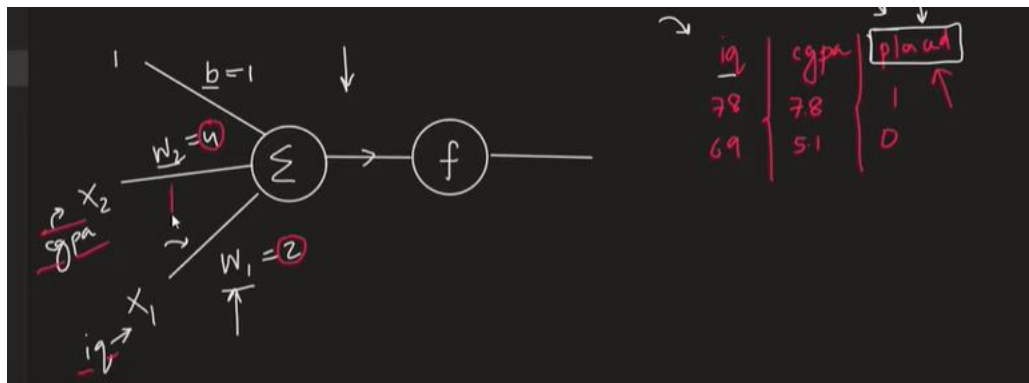 1
b=1
W₂=4
X₂
cgpa
W₁=2
X₁
iq
Σ
f
iq cgpa placed
78 7.8 1
69 5.1 0